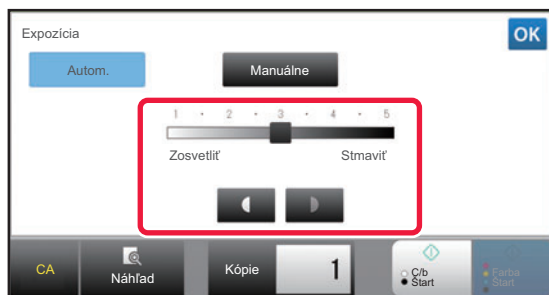 Expozícia
OK
Autom.
Manuálne
1 • 2 • 3 • 4 • 5
Zosvetliť
Stmaviť
CA
Náhľad
Kópie
1
Č/b
Štart
Farba
Štart